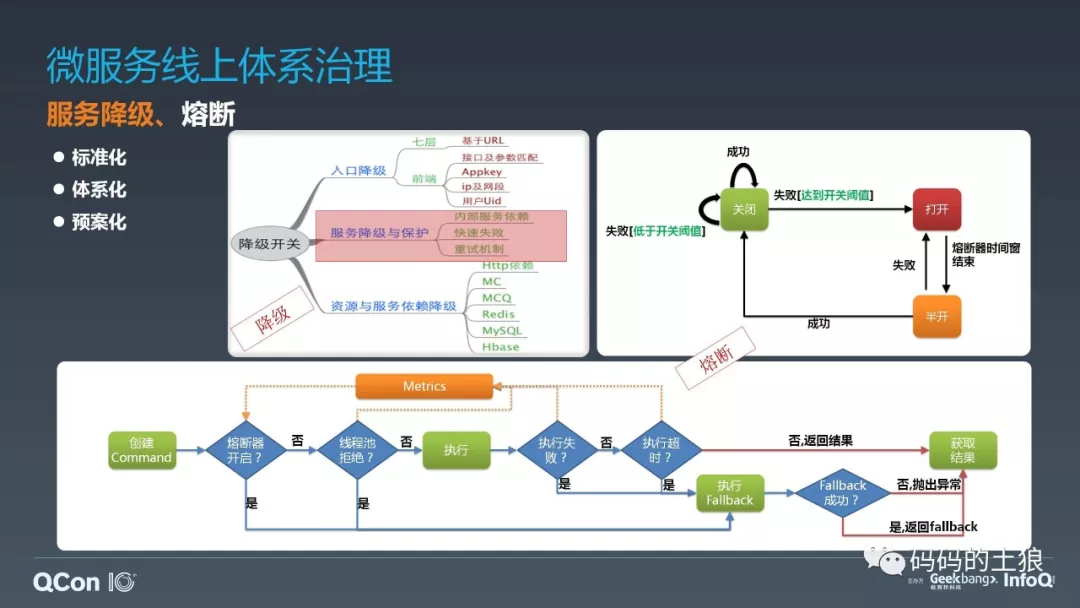 微服务线上体系治理
服务降级、熔断
标准化
体系化
预案化
降级开关
入口降级
七层
基于URL
前端
接口及参数匹配
Appkey
ip及网段
用户Uid
服务降级与保护
内部服务依赖
快速失败
重试机制
资源与服务依赖降级
Http依赖
MC
MCQ
Redis
MySQL
Hbase
降级
成功
关闭
失败[达到开关阀值]
打开
失败[低于开关阀值]
失败
熔断器时间窗
结束
半开
成功
熔断
Metrics
创建
Command
熔断器
开启？
否
是
线程池
拒绝？
否
是
执行
执行失
败？
否
是
执行超
时？
是
否,返回结果
获取
结果
执行
Fallback
Fallback
成功？
否,抛出异常
是,返回fallback
码码的土狼
QCon 10
主办方
Geekbang>.
极客邦科技
InfoQ